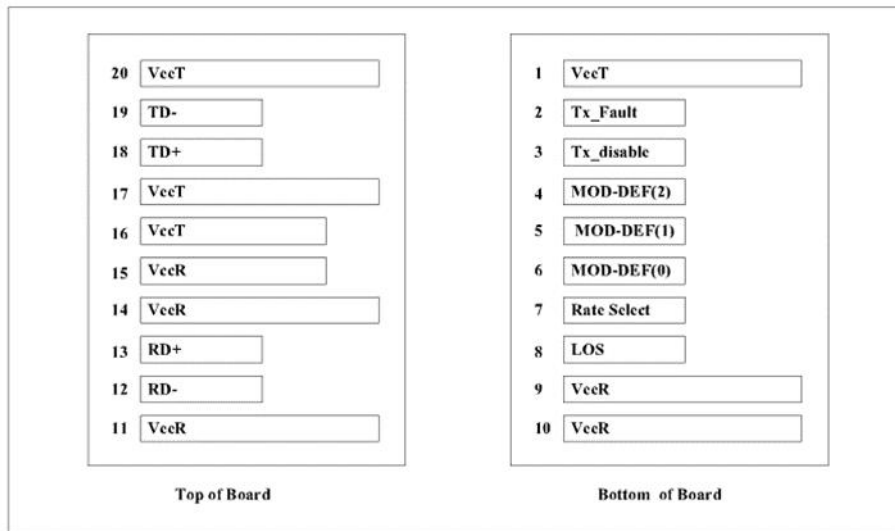 20 VeeT
19 TD-
18 TD+
17 VeeT
16 VccT
15 VccR
14 VeeR
13 RD+
12 RD-
11 VeeR
Top of Board
1 VeeT
2 Tx_Fault
3 Tx_disable
4 MOD-DEF(2)
5 MOD-DEF(1)
6 MOD-DEF(0)
7 Rate Select
8 LOS
9 VeeR
10 VeeR
Bottom of Board